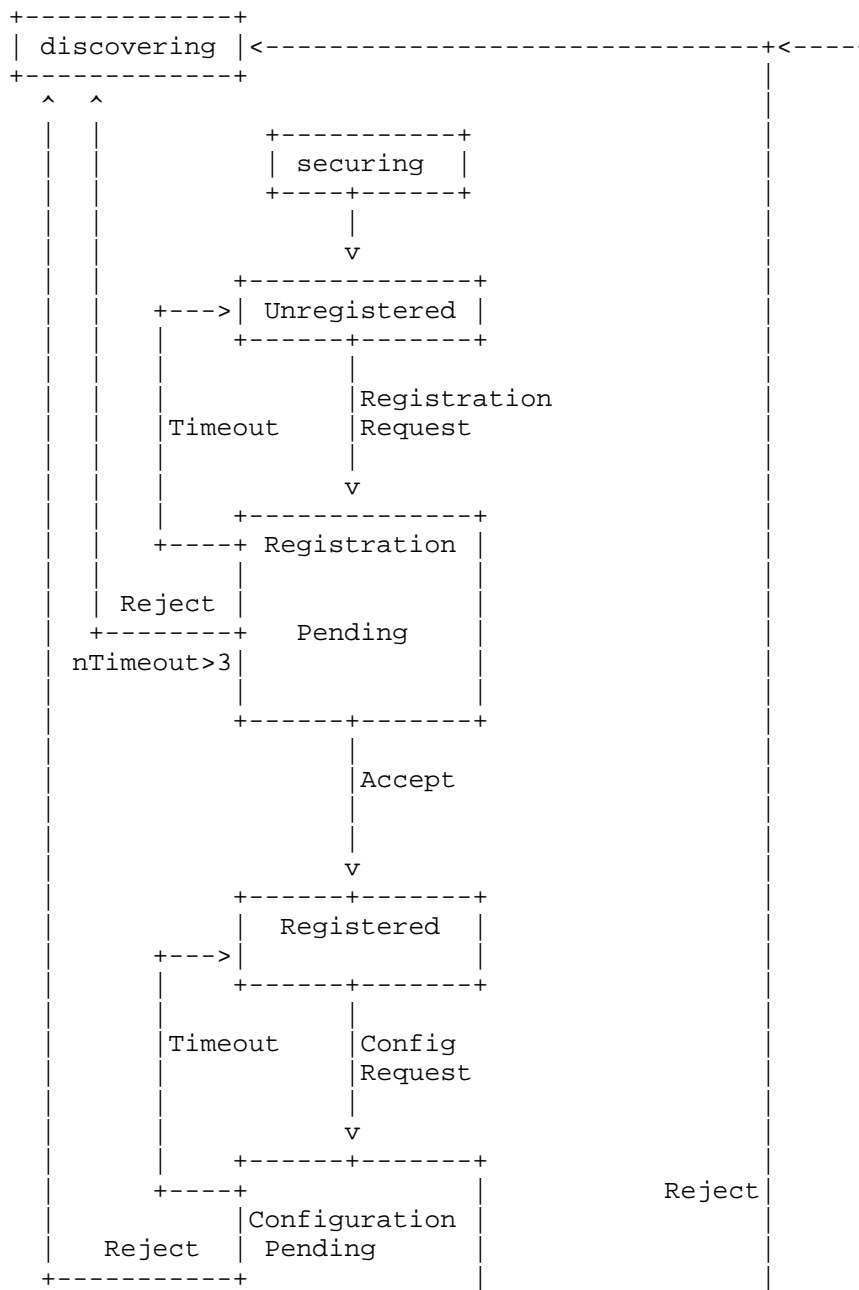 discovering
securing
Unregistered
Registration
Timeout Request
Registration
Reject
Pending
nTimeout>3
Accept
Registered
Timeout Config
Request
Reject
Configuration
Reject Pending